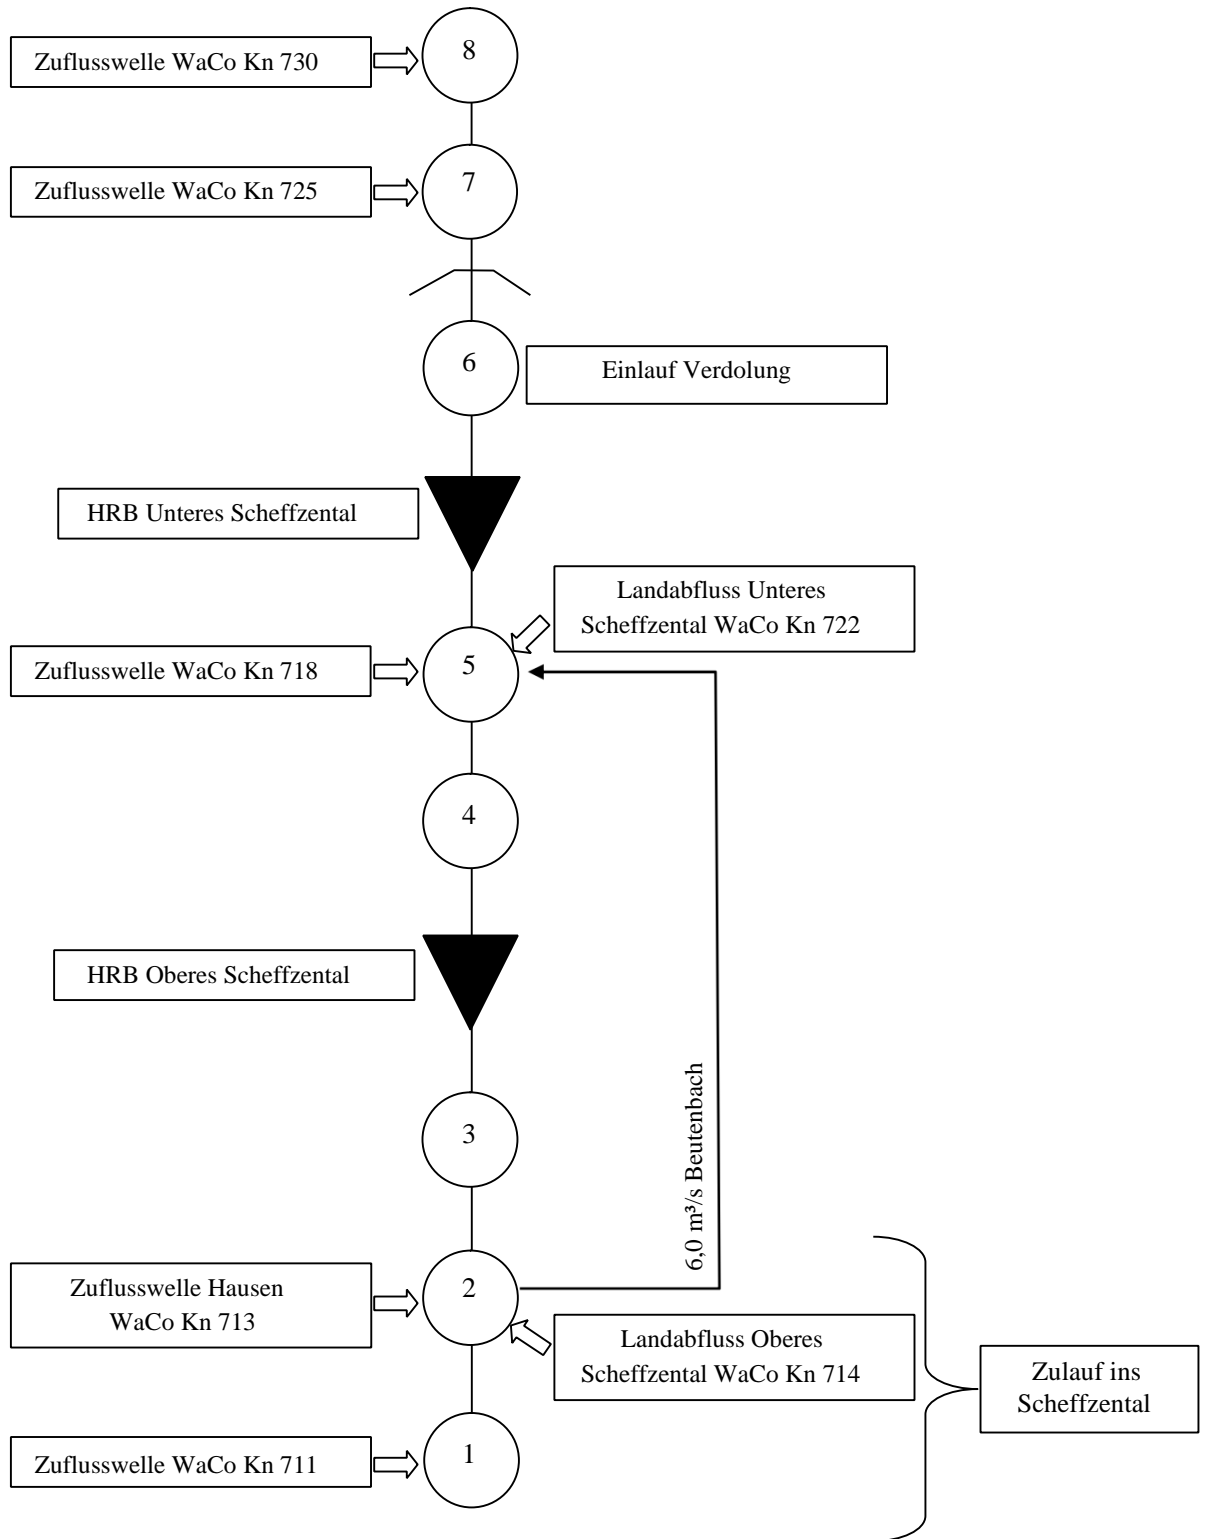 8
Zuflusswelle WaCo Kn 730
7
Zuflusswelle WaCo Kn 725
6
Einlauf Verdolung
HRB Unteres Scheffzental
Landabfluss Unteres
Scheffzental WaCo Kn 722
Zuflusswelle WaCo Kn 718
5
4
HRB Oberes Scheffzental
3
6,0 m³/s Beutenbach
Zuflusswelle Hausen
WaCo Kn 713
2
Landabfluss Oberes
Scheffzental WaCo Kn 714
Zulauf ins
Scheffzental
Zuflusswelle WaCo Kn 711
1